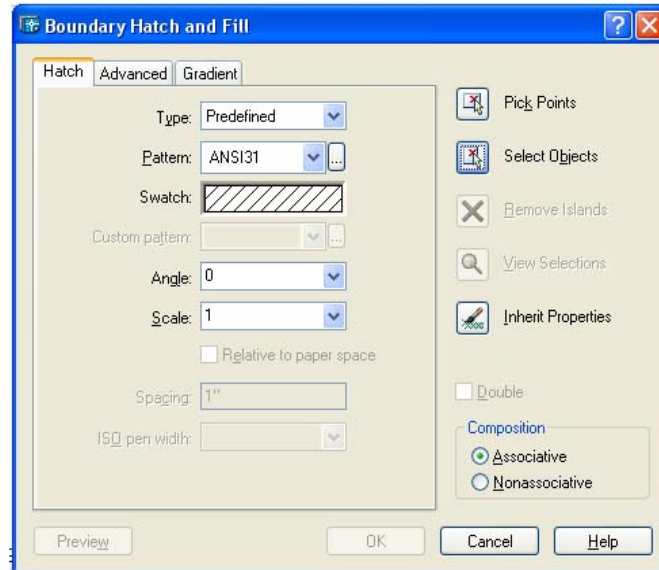 Boundary Hatch and Fill
Hatch Advanced Gradient
Type: Predefined
Pattern: ANSI31 ...
Swatch:
Custom pattern: ...
Angle: 0
Scale: 1
Relative to paper space
Spacing: 1"
ISO pen width:
Pick Points
Select Objects
Remove Islands
View Selections
Inherit Properties
Double
Composition
Associative
Nonassociative
Preview OK Cancel Help